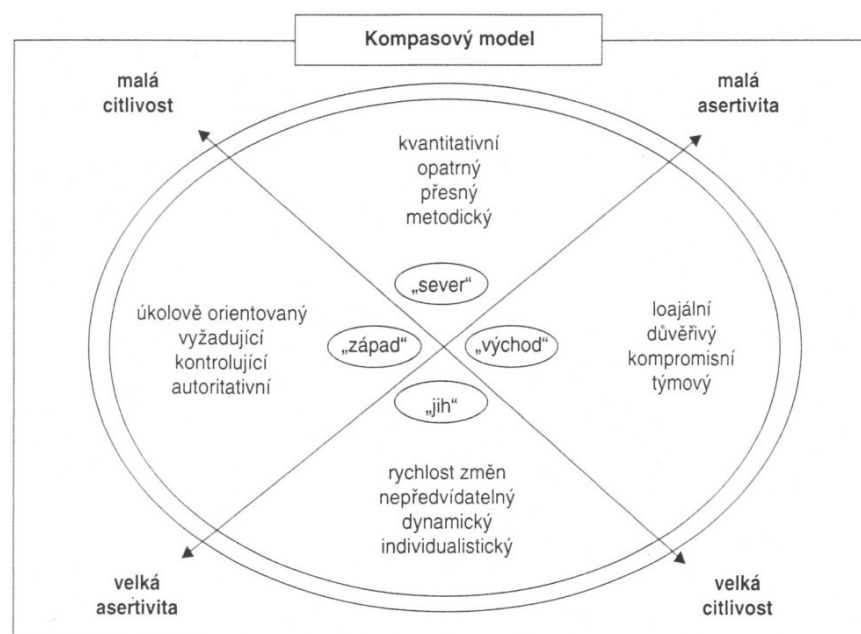 Kompasový model
malá
citlivost
malá
asertivita
kvantitativní
opatrný
přesný
metodický
„sever“
úkolově orientovaný
vyžadující
kontrolující
autoritativní
„západ“
„východ“
loajální
důvěřivý
kompromisní
týmový
„jih“
rychlost změn
nepředvídatelný
dynamický
individualistický
velká
asertivita
velká
citlivost